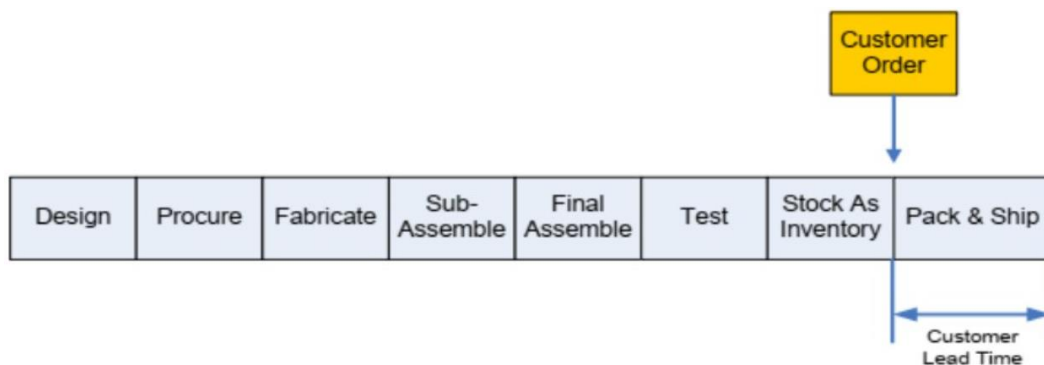 Customer
Order
Design
Procure
Fabricate
Sub-
Assemble
Final
Assemble
Test
Stock As
Inventory
Pack & Ship
Customer
Lead Time